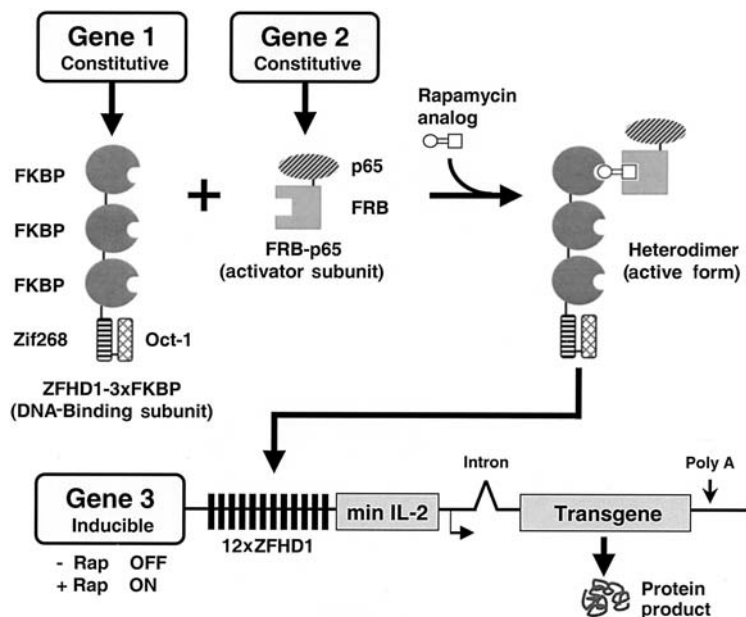 Gene 1
Constitutive
Gene 2
Constitutive
Rapamycin
analog
FKBP
p65
FKBP
FRB
FRB-p65
(activator subunit)
Heterodimer
(active form)
FKBP
Zif268
Oct-1
ZFHD1-3xFKBP
(DNA-Binding subunit)
Intron
Poly A
Gene 3
Inducible
min IL-2
Transgene
12xZFHD1
- Rap OFF
+ Rap ON
Protein
product